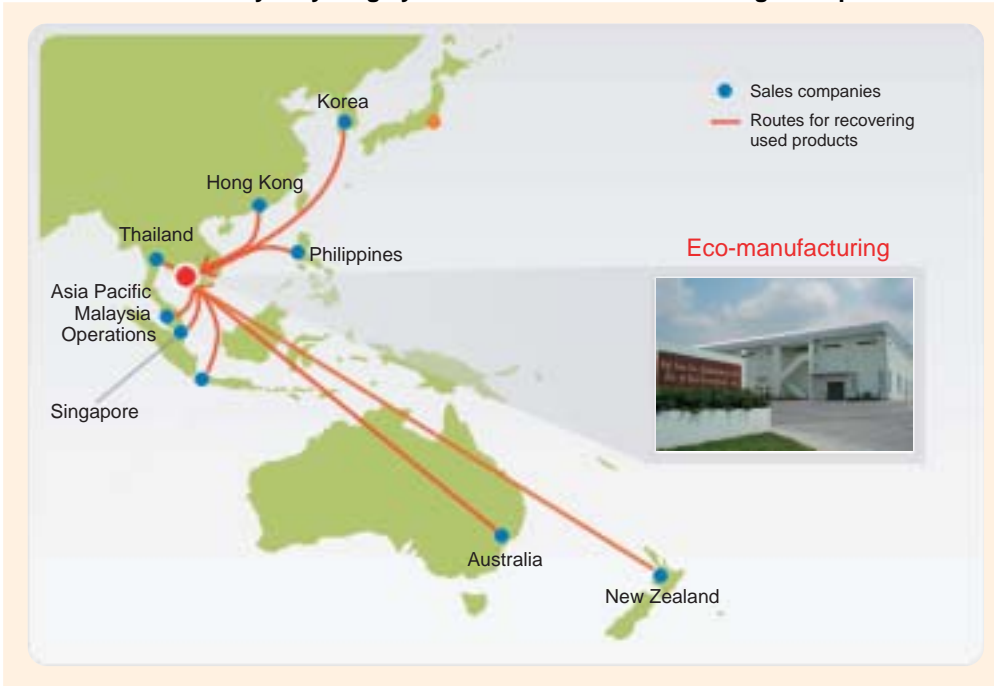 Korea
Sales companies
Routes for recovering
used products
Hong Kong
Thailand
Philippines
Eco-manufacturing
Asia Pacific
Malaysia
Operations
Singapore
Australia
New Zealand